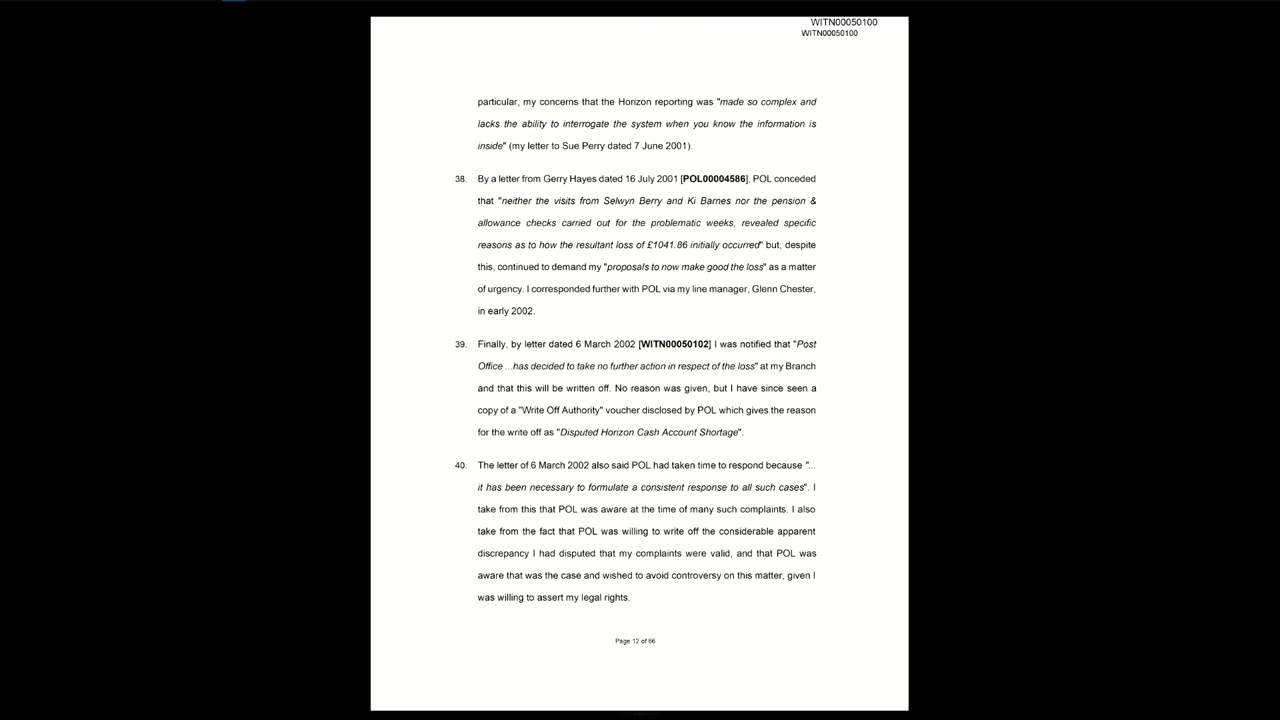 WITN00050100
WITN00050100
particular, my concerns that the Horizon reporting was "made so complex and
lacks the ability to interrogate the system when you know the information is
inside" (my letter to Sue Perry dated 7 June 2001).
38. By a letter from Gerry Hayes dated 16 July 2001 [POL00004586], POL conceded
that "neither the visits from Selwyn Berry and Ki Barnes nor the pension &
allowance checks carried out for the problematic weeks, revealed specific
reasons as to how the resultant loss of £1041.86 initially occurred" but, despite
this, continued to demand my "proposals to now make good the loss" as a matter
of urgency. I corresponded further with POL via my line manager, Glenn Chester,
in early 2002.
39. Finally, by letter dated 6 March 2002 [WITN00050102] I was notified that "Post
Office ...has decided to take no further action in respect of the loss" at my Branch
and that this will be written off. No reason was given, but I have since seen a
copy of a "Write Off Authority" voucher disclosed by POL which gives the reason
for the write off as "Disputed Horizon Cash Account Shortage".
40. The letter of 6 March 2002 also said POL had taken time to respond because "...
it has been necessary to formulate a consistent response to all such cases". I
take from this that POL was aware at the time of many such complaints. I also
take from the fact that POL was willing to write off the considerable apparent
discrepancy I had disputed that my complaints were valid, and that POL was
aware that was the case and wished to avoid controversy on this matter, given I
was willing to assert my legal rights.
Page 12 of 66